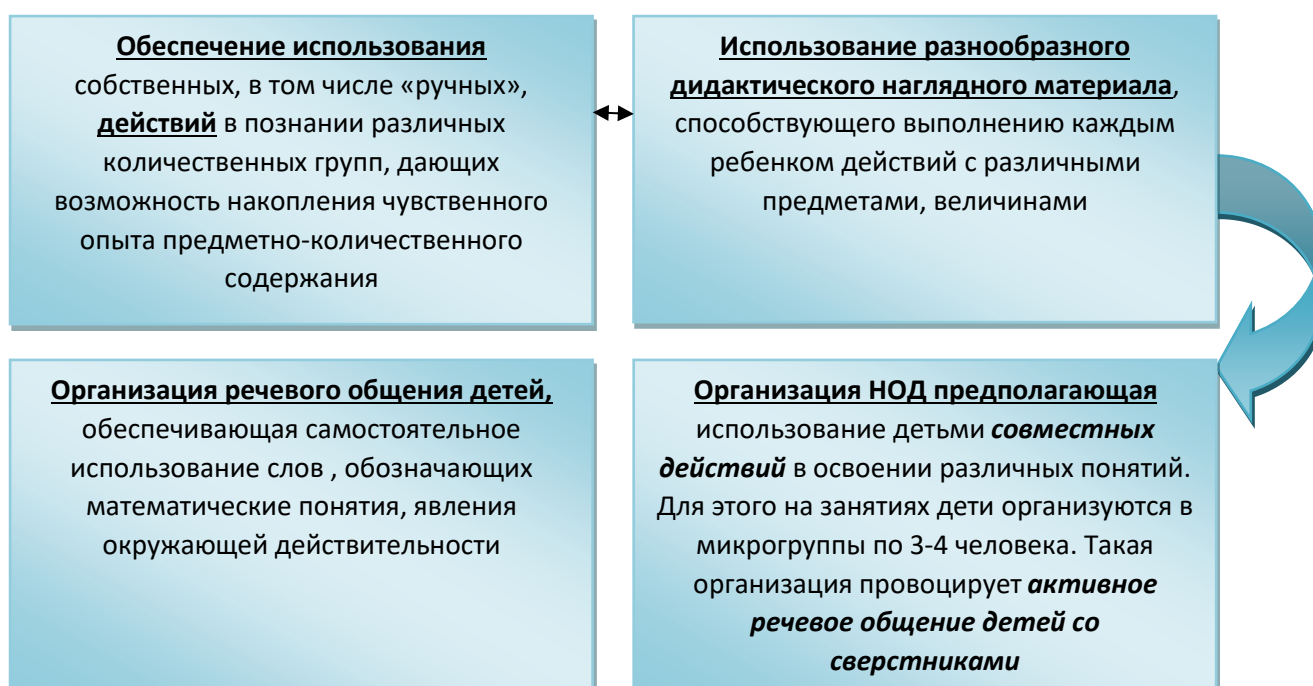 Обеспечение использования
собственных, в том числе «ручных»,
действий в познании различных
количественных групп, дающих
возможность накопления чувственного
опыта предметно-количественного
содержания
Использование разнообразного
дидактического наглядного материала,
способствующего выполнению каждым
ребенком действий с различными
предметами, величинами
Организация речевого общения детей,
обеспечивающая самостоятельное
использование слов , обозначающих
математические понятия, явления
окружающей действительности
Организация НОД предполагающая
использование детьми совместных
действий в освоении различных понятий.
Для этого на занятиях дети организуются в
микрогруппы по 3-4 человека. Такая
организация провоцирует активное
речевое общение детей со
сверстниками